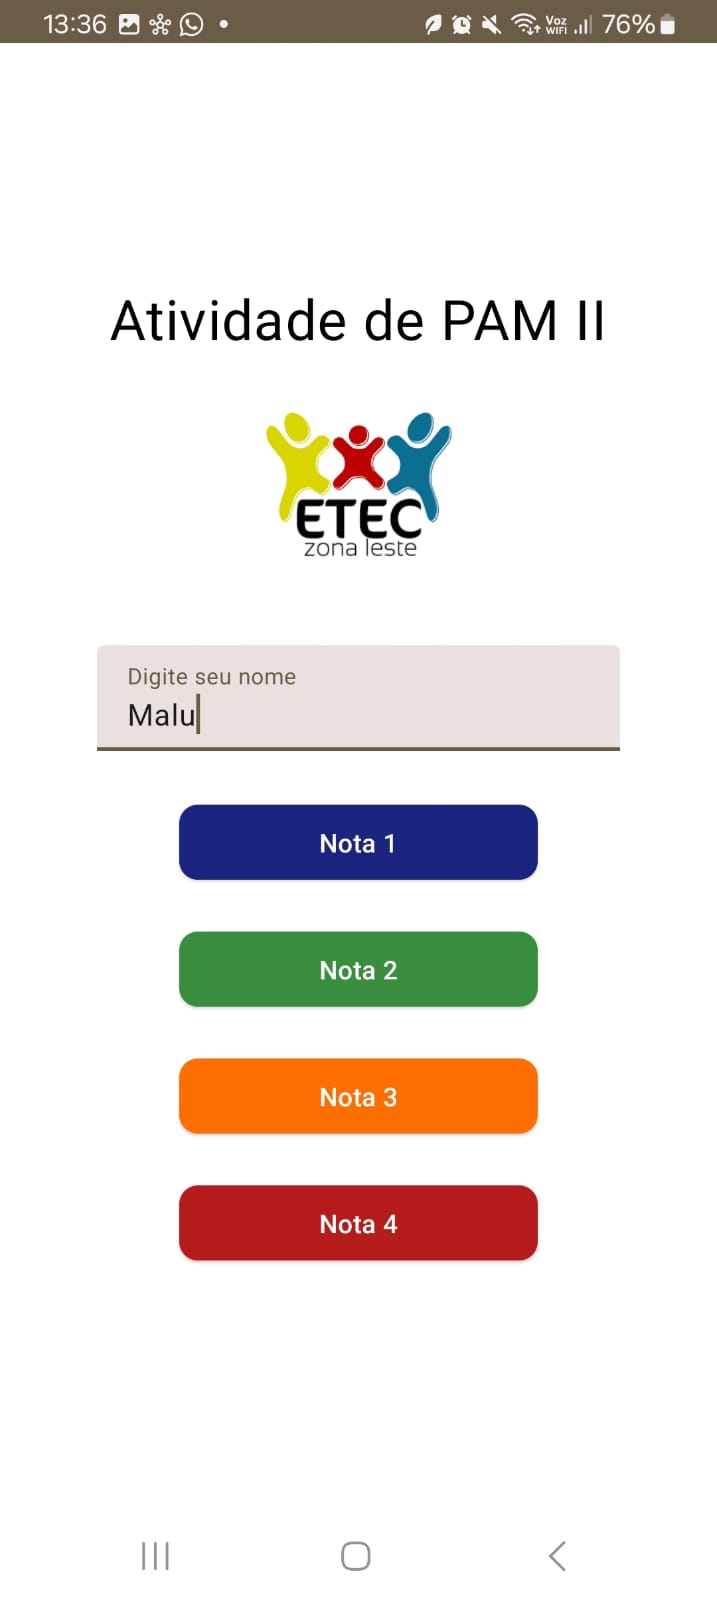 13:36 Voz WiFi 76%
Atividade de PAM II
ETEC
zona leste
Digite seu nome
Malu
Nota 1
Nota 2
Nota 3
Nota 4